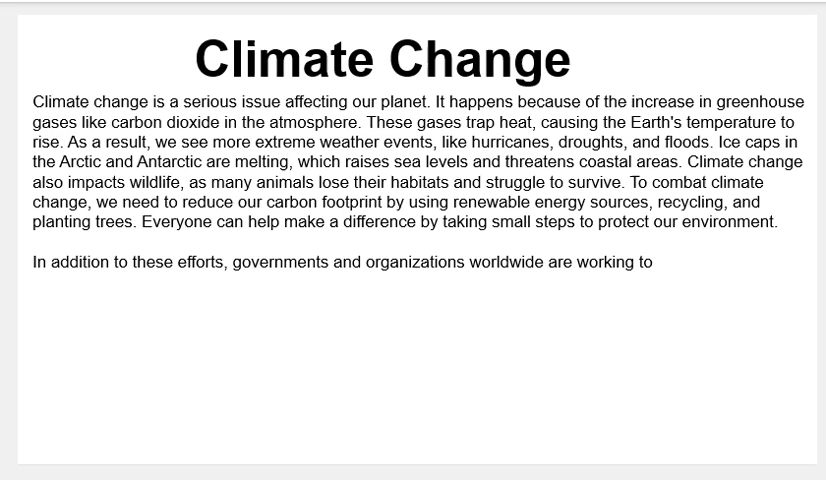 Climate Change
Climate change is a serious issue affecting our planet. It happens because of the increase in greenhouse
gases like carbon dioxide in the atmosphere. These gases trap heat, causing the Earth's temperature to
rise. As a result, we see more extreme weather events, like hurricanes, droughts, and floods. Ice caps in
the Arctic and Antarctic are melting, which raises sea levels and threatens coastal areas. Climate change
also impacts wildlife, as many animals lose their habitats and struggle to survive. To combat climate
change, we need to reduce our carbon footprint by using renewable energy sources, recycling, and
planting trees. Everyone can help make a difference by taking small steps to protect our environment.
In addition to these efforts, governments and organizations worldwide are working to